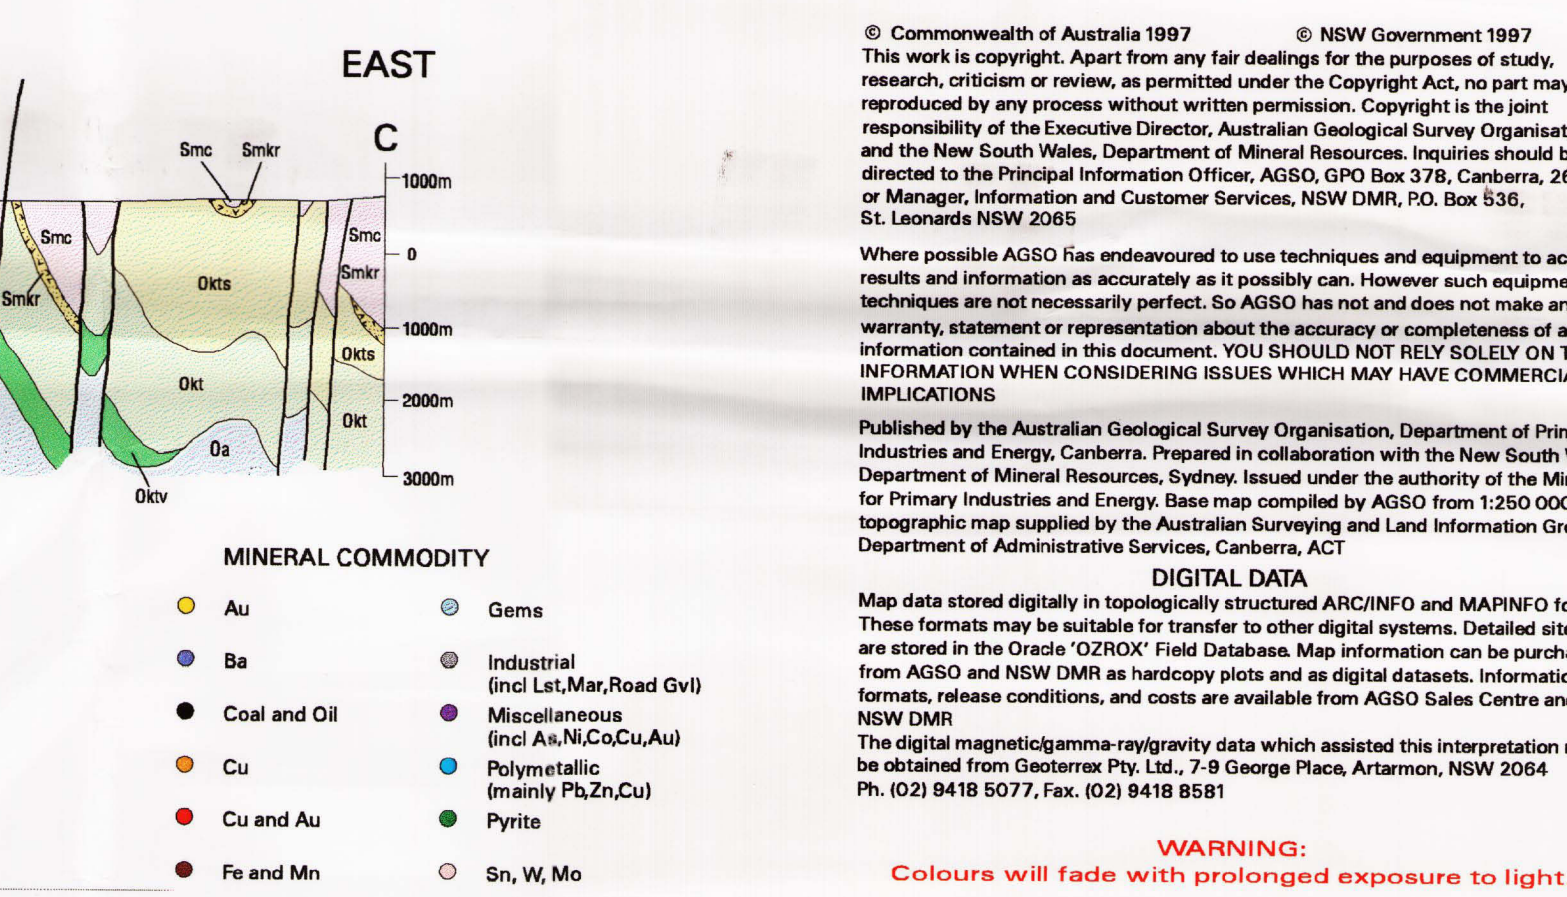 EAST
C
Smc Smkr
1000m
Smc
Smc
0
Okts
Smkr
Smkr
1000m
Okts
Okt
2000m
Okt
Oa
3000m
Oktv
MINERAL COMMODITY
Au
Gems
Ba
Industrial
(incl Lst,Mar,Road Gvl)
Coal and Oil
Miscellaneous
(incl As,Ni,Co,Cu,Au)
Cu
Polymetallic
(mainly Pb,Zn,Cu)
Cu and Au
Pyrite
Fe and Mn
Sn, W, Mo
© Commonwealth of Australia 1997 © NSW Government 1997
This work is copyright. Apart from any fair dealings for the purposes of study,
research, criticism or review, as permitted under the Copyright Act, no part may
reproduced by any process without written permission. Copyright is the joint
responsibility of the Executive Director, Australian Geological Survey Organisat
and the New South Wales, Department of Mineral Resources. Inquiries should b
directed to the Principal Information Officer, AGSO, GPO Box 378, Canberra, 26
or Manager, Information and Customer Services, NSW DMR, P.O. Box 536,
St. Leonards NSW 2065
Where possible AGSO has endeavoured to use techniques and equipment to ac
results and information as accurately as it possibly can. However such equipme
techniques are not necessarily perfect. So AGSO has not and does not make an
warranty, statement or representation about the accuracy or completeness of a
information contained in this document. YOU SHOULD NOT RELY SOLELY ON T
INFORMATION WHEN CONSIDERING ISSUES WHICH MAY HAVE COMMERCIA
IMPLICATIONS
Published by the Australian Geological Survey Organisation, Department of Prin
Industries and Energy, Canberra. Prepared in collaboration with the New South
Department of Mineral Resources, Sydney. Issued under the authority of the Min
for Primary Industries and Energy. Base map compiled by AGSO from 1:250 000
topographic map supplied by the Australian Surveying and Land Information Gro
Department of Administrative Services, Canberra, ACT
DIGITAL DATA
Map data stored digitally in topologically structured ARC/INFO and MAPINFO fo
These formats may be suitable for transfer to other digital systems. Detailed site
are stored in the Oracle 'OZROX' Field Database. Map information can be purcha
from AGSO and NSW DMR as hardcopy plots and as digital datasets. Informatio
formats, release conditions, and costs are available from AGSO Sales Centre and
NSW DMR
The digital magnetic/gamma-ray/gravity data which assisted this interpretation
be obtained from Geoterrex Pty. Ltd., 7-9 George Place, Artarmon, NSW 2064
Ph. (02) 9418 5077, Fax. (02) 9418 8581
WARNING:
Colours will fade with prolonged exposure to light